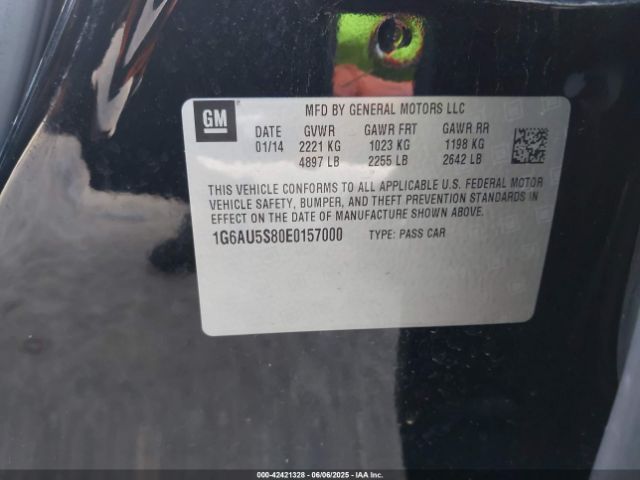 GM
MFD BY GENERAL MOTORS LLC
DATE GVWR GAWR FRT GAWR RR
01/14 2221 KG 1023 KG 1198 KG
4897 LB 2255 LB 2642 LB
THIS VEHICLE CONFORMS TO ALL APPLICABLE U.S. FEDERAL MOTOR
VEHICLE SAFETY, BUMPER, AND THEFT PREVENTION STANDARDS IN
EFFECT ON THE DATE OF MANUFACTURE SHOWN ABOVE.
1G6AU5S80E0157000 TYPE: PASS CAR
000-42421328 - 06/06/2025 - IAA Inc.